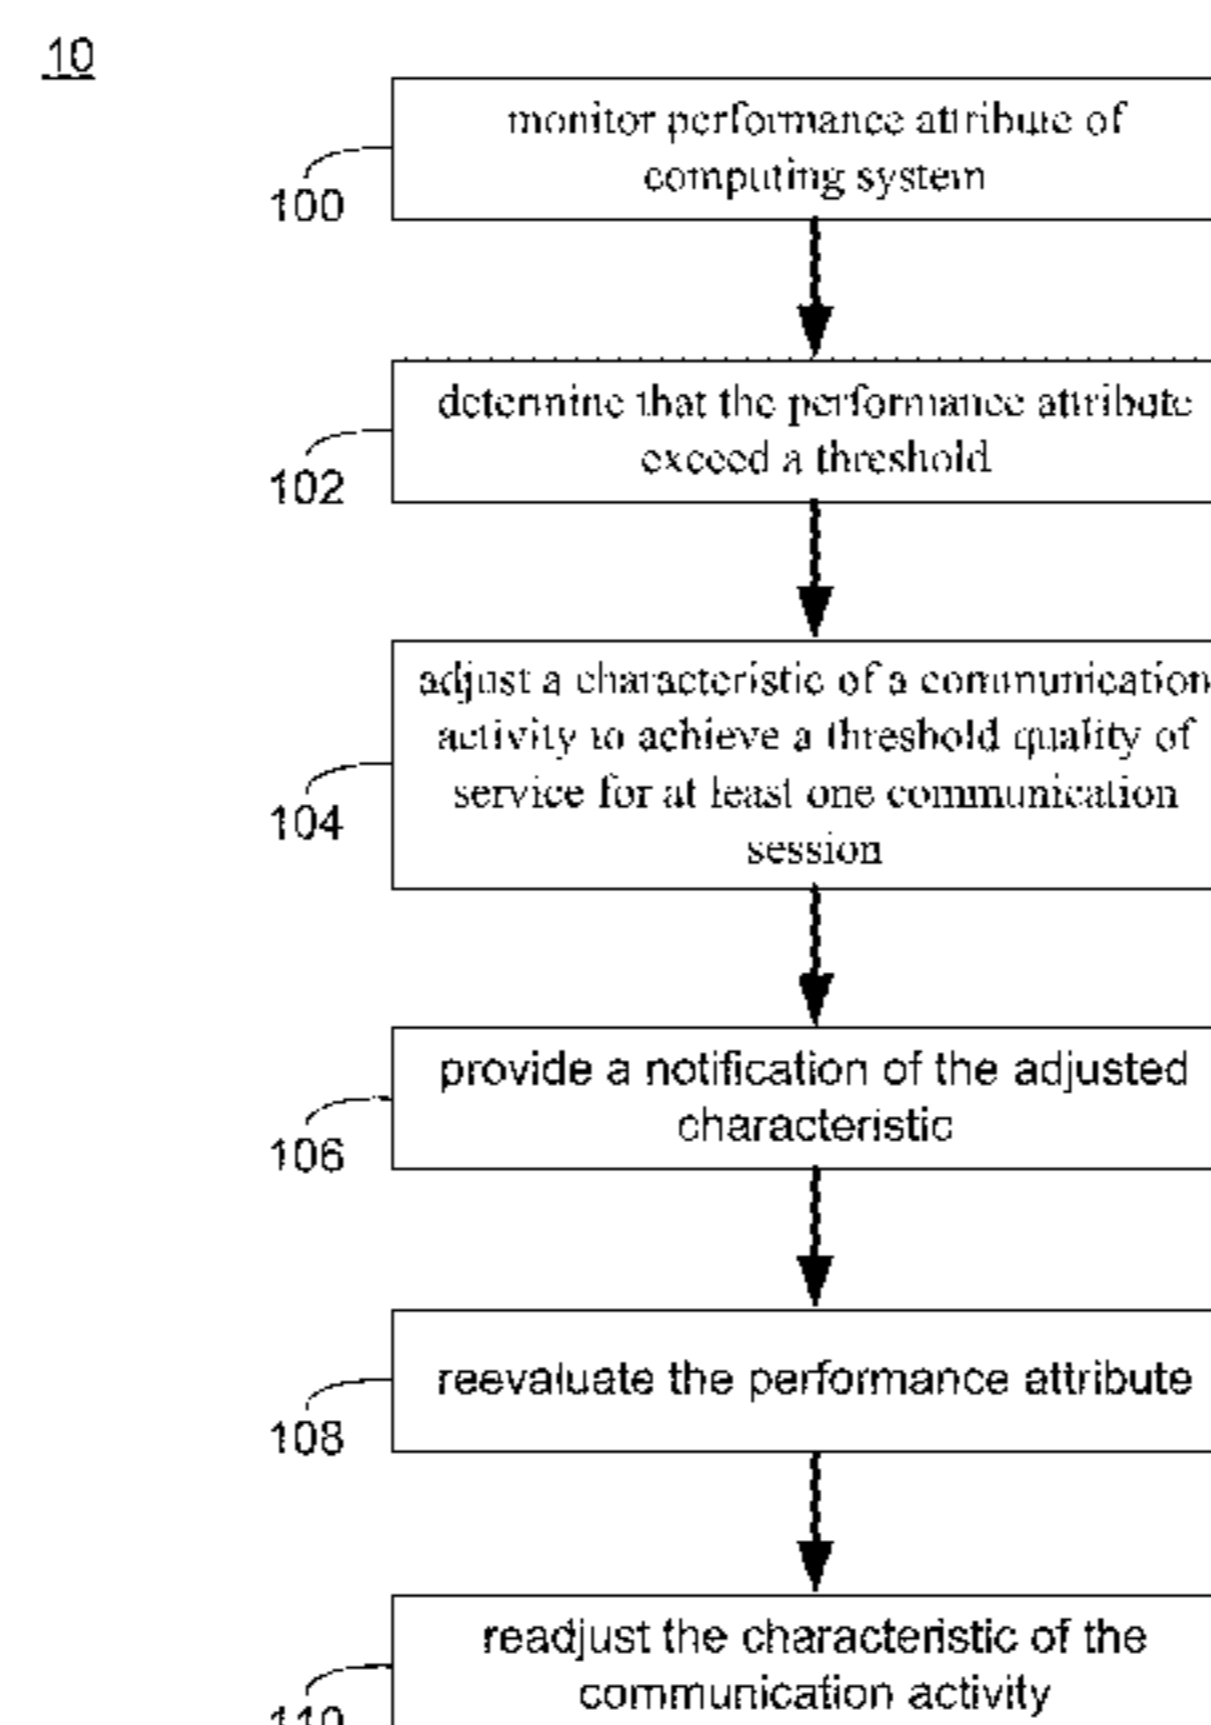 10
monitor performance attribute of
computing system
100
determine that the performance attribute
exceed a threshold
102
adjust a characteristic of a communication
activity to achieve a threshold quality of
service for at least one communication
session
104
provide a notification of the adjusted
characteristic
106
reevaluate the performance attribute
108
readjust the characteristic of the
communication activity
110